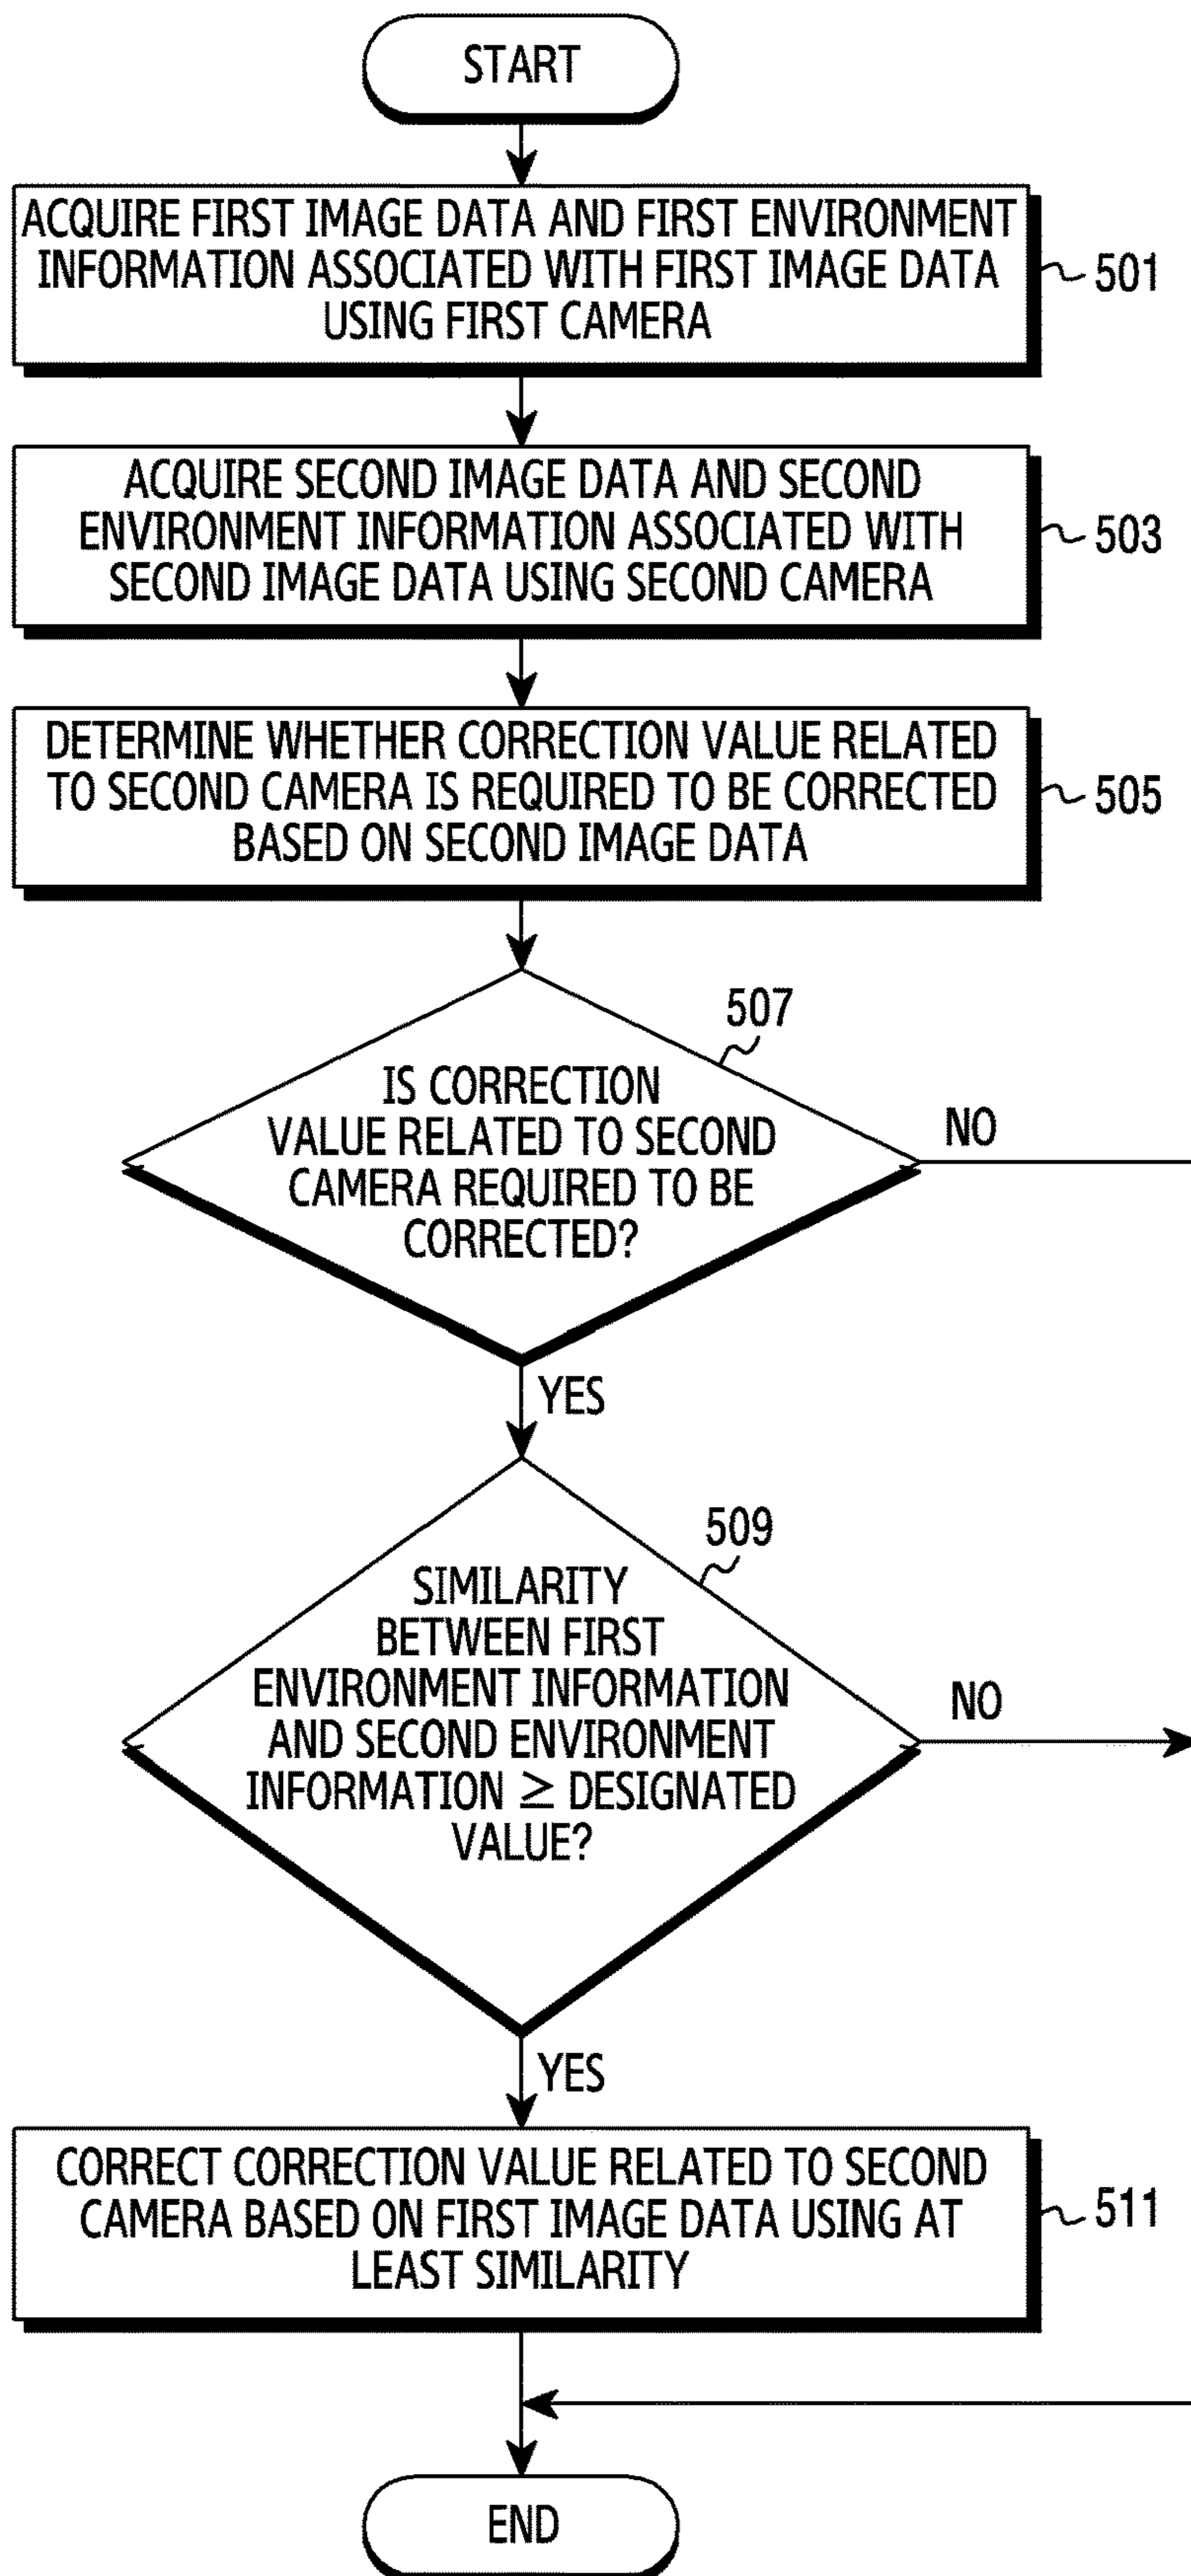 START
ACQUIRE FIRST IMAGE DATA AND FIRST ENVIRONMENT
INFORMATION ASSOCIATED WITH FIRST IMAGE DATA
USING FIRST CAMERA
501
ACQUIRE SECOND IMAGE DATA AND SECOND
ENVIRONMENT INFORMATION ASSOCIATED WITH
SECOND IMAGE DATA USING SECOND CAMERA
503
DETERMINE WHETHER CORRECTION VALUE RELATED
TO SECOND CAMERA IS REQUIRED TO BE CORRECTED
BASED ON SECOND IMAGE DATA
505
507
IS CORRECTION
VALUE RELATED TO SECOND
CAMERA REQUIRED TO BE
CORRECTED?
NO
YES
509
SIMILARITY
BETWEEN FIRST
ENVIRONMENT INFORMATION
AND SECOND ENVIRONMENT
INFORMATION ≥ DESIGNATED
VALUE?
NO
YES
CORRECT CORRECTION VALUE RELATED TO SECOND
CAMERA BASED ON FIRST IMAGE DATA USING AT
LEAST SIMILARITY
511
END